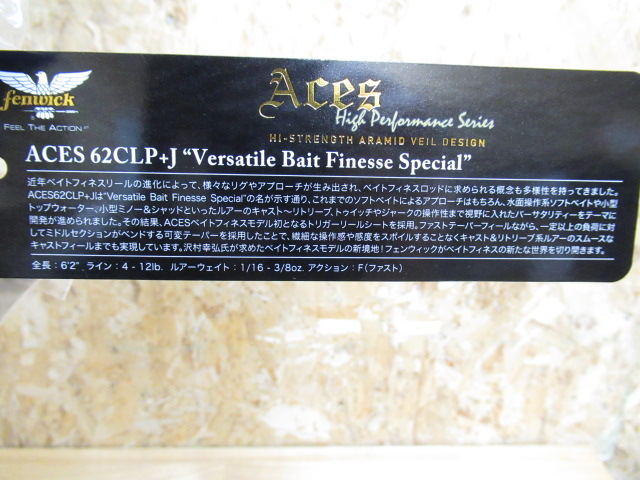 fenwick
FEEL THE ACTION
Aces
High Performance Series
HI-STRENGTH ARAMID VEIL DESIGN
ACES 62CLP+J “Versatile Bait Finesse Special”
近年ベイトフィネスリールの進化によって、様々なリグやアプローチが生み出され、ベイトフィネスロッドに求められる概念も多様性を持ってきました。
ACES62CLP+Jは“Versatile Bait Finesse Special”の名が示す通り、これまでのソフトベイトによるアプローチはもちろん、水面操作系ソフトベイトや小型
トップウォーター、小型ミノー&シャッドといったルアーのキャスト〜リトリーブ、トゥイッチやジャークの操作性まで視野に入れたバーサタリティーをテーマに
開発が進められました。その結果、ACESベイトフィネスモデル初となるトリガーリールシートを採用。ファストテーパーフィールながら、一定以上の負荷に対
してミドルセクションがベンドする可変テーパーを採用したことで、繊細な操作感や感度をスポイルすることなくキャスト&リトリーブ系ルアーのスムースな
キャストフィールまでも実現しています。沢村幸弘氏が求めたベイトフィネスモデルの新境地!フェンウィックがベイトフィネスの新たな世界を切り開きます。
全長:6'2" ライン:4 - 12lb. ルアーウェイト:1/16 - 3/8oz. アクション:F(ファスト)